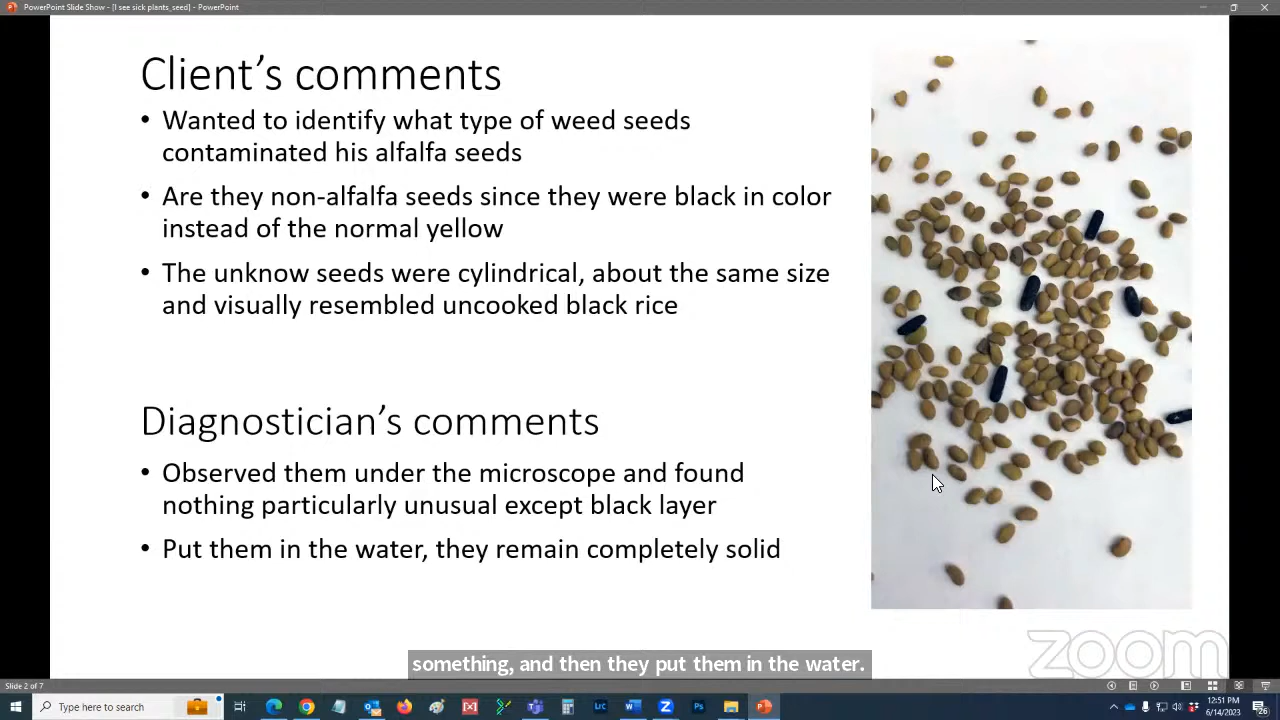 PowerPoint Slide Show - [I see sick plants_seed] - PowerPoint
Client's comments
• Wanted to identify what type of weed seeds
contaminated his alfalfa seeds
• Are they non-alfalfa seeds since they were black in color
instead of the normal yellow
• The unknow seeds were cylindrical, about the same size
and visually resembled uncooked black rice
Diagnostician's comments
• Observed them under the microscope and found
nothing particularly unusual except black layer
• Put them in the water, they remain completely solid
zoom
something, and then they put them in the water.
Slide 2 of 7
Type here to search
12:51 PM
6/14/2023